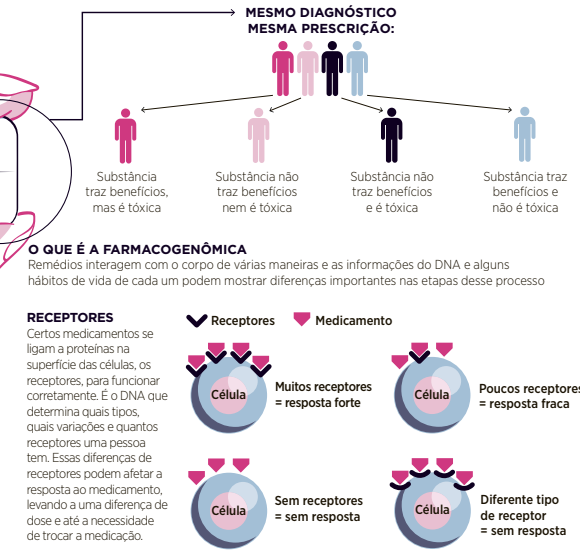 MESMO DIAGNÓSTICO
MESMA PRESCRIÇÃO:
Substância
traz benefícios,
mas é tóxica
Substância não
traz benefícios
nem é tóxica
Substância não
traz benefícios
e é tóxica
Substância traz
benefícios e
não é tóxica
O QUE É A FARMACOGENÔMICA
Remédios interagem com o corpo de várias maneiras e as informações do DNA e alguns
hábitos de vida de cada um podem mostrar diferenças importantes nas etapas desse processo
RECEPTORES
Certos medicamentos se
ligam a proteínas na
superfície das células, os
receptores, para funcionar
corretamente. É o DNA que
determina quais tipos,
quais variações e quantos
receptores uma pessoa
tem. Essas diferenças de
receptores podem afetar a
resposta ao medicamento,
levando a uma diferença de
dose e até a necessidade
de trocar a medicação.
Receptores
Medicamento
Célula
Muitos receptores
= resposta forte
Célula
Poucos receptores
= resposta fraca
Célula
Sem receptores
= sem resposta
Célula
Diferente tipo
de receptor
= sem resposta